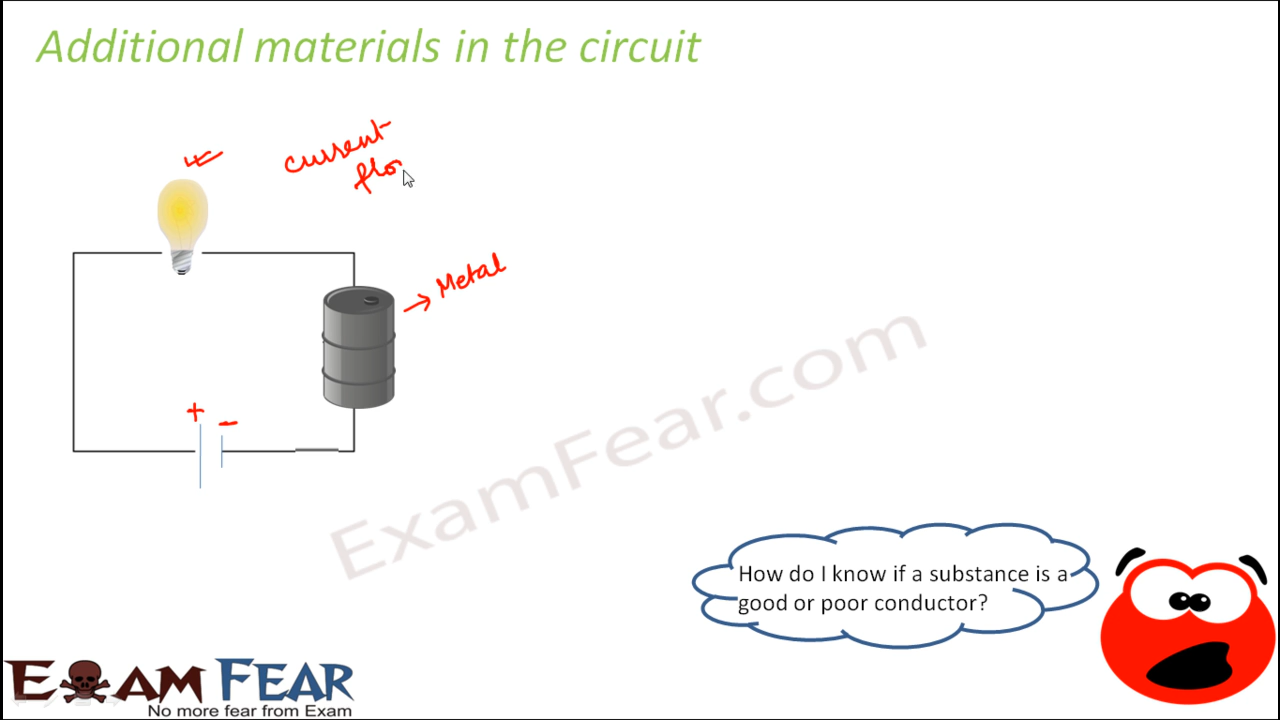 Additional materials in the circuit
current
flo
→ Metal
+ -
ExamFear.com
How do I know if a substance is a
good or poor conductor?
EXAM FEAR
No more fear from Exam